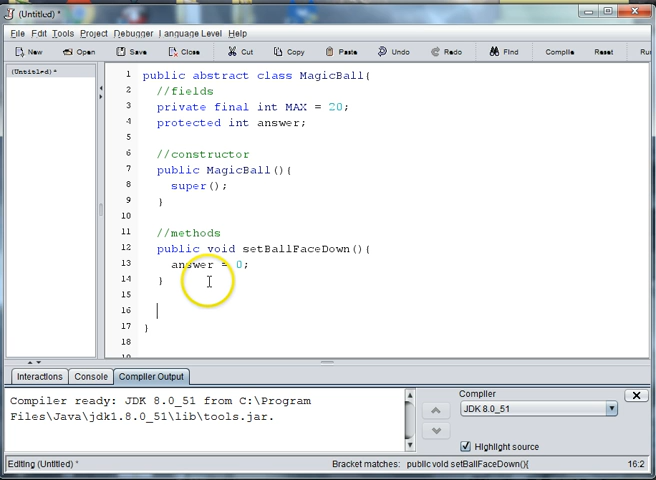 (Untitled) *
File Edit Tools Project Debugger Language Level Help
New Open Save Close Cut Copy Paste Undo Redo Find Compile Reset Run
(Untitled) *
1 public abstract class MagicBall{
2 //fields
3 private final int MAX = 20;
4 protected int answer;
5
6 //constructor
7 public MagicBall(){
8 super();
9 }
10
11 //methods
12 public void setBallFaceDown(){
13 answer = 0;
14 }
15
16
17 }
18
19
Interactions Console Compiler Output
Compiler ready: JDK 8.0_51 from C:\Program
Files\Java\jdk1.8.0_51\lib\tools.jar.
Compiler
JDK 8.0_51
Highlight source
Editing (Untitled) * Bracket matches: public void setBallFaceDown(){ 16:2